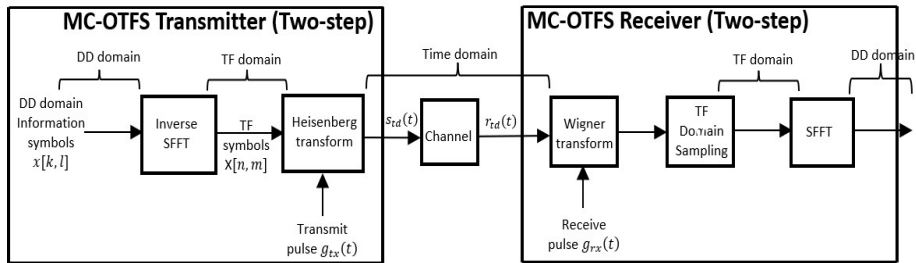 MC-OTFS Transmitter (Two-step)
DD domain
TF domain
DD domain
Information
symbols
x[k, l]
Inverse
SFFT
TF
symbols
X[n, m]
Heisenberg
transform
Transmit
pulse g_tx(t)
Time domain
s_td(t)
Channel
r_td(t)
MC-OTFS Receiver (Two-step)
TF domain
DD domain
Wigner
transform
TF
Domain
Sampling
SFFT
Receive
pulse g_rx(t)